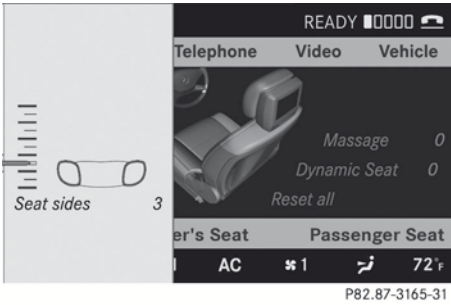 READY
Telephone Video Vehicle
Massage 0
Dynamic Seat 0
Seat sides 3
Reset all
er's Seat Passenger Seat
AC 1 72°F
P82.87-3165-31